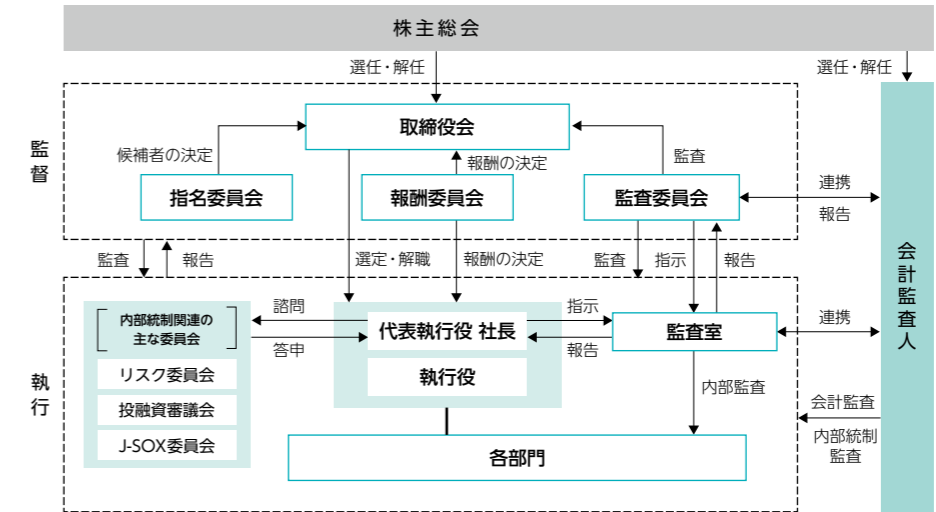 株主総会
選任・解任
選任・解任
監督
取締役会
候補者の決定
報酬の決定
監査
指名委員会
報酬委員会
監査委員会
連携
報告
会計監査人
監査
報告
選定・解職
報酬の決定
監査
指示
報告
執行
内部統制関連の
主な委員会
リスク委員会
投融資審議会
J-SOX委員会
諮問
答申
代表執行役 社長
執行役
指示
報告
監査室
連携
内部監査
会計監査
内部統制
監査
各部門